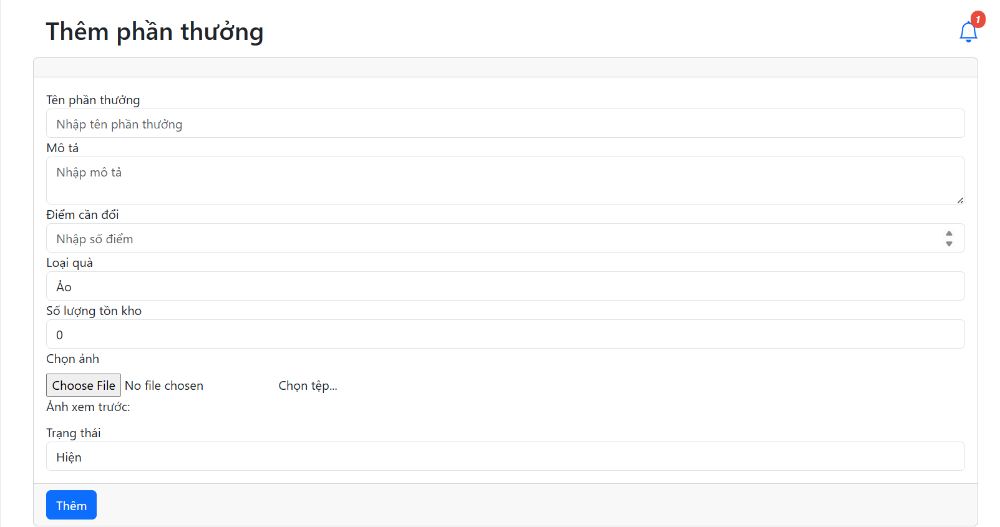 Thêm phần thưởng
1
Tên phần thưởng
Nhập tên phần thưởng
Mô tả
Nhập mô tả
Điểm cần đổi
Nhập số điểm
Loại quà
Ảo
Số lượng tồn kho
0
Chọn ảnh
Choose File No file chosen Chọn tệp...
Ảnh xem trước:
Trạng thái
Hiện
Thêm